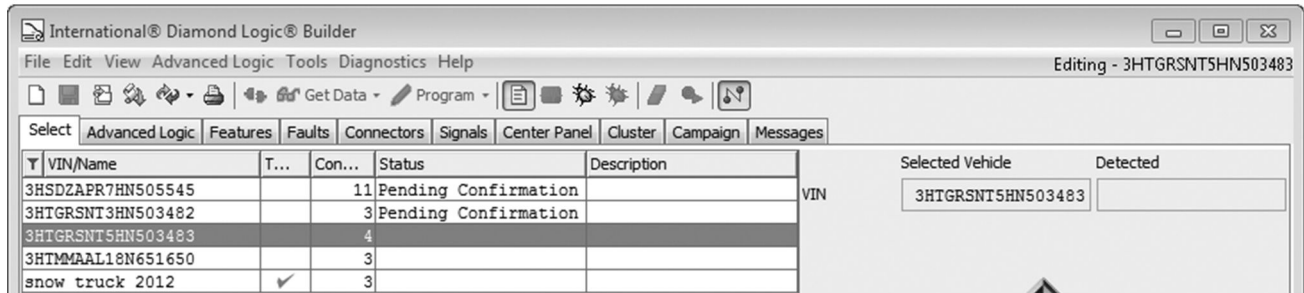 International® Diamond Logic® Builder
File Edit View Advanced Logic Tools Diagnostics Help Editing - 3HTGRSNT5HN503483
Get Data Program
Select Advanced Logic Features Faults Connectors Signals Center Panel Cluster Campaign Messages
VIN/Name T... Con... Status Description Selected Vehicle Detected
3HSDZAPR7HN505545 11 Pending Confirmation
VIN 3HTGRSNT5HN503483
3HTGRSNT3HN503482 3 Pending Confirmation
3HTGRSNT5HN503483 4
3HTMMAAL18N651650 3
snow truck 2012 3